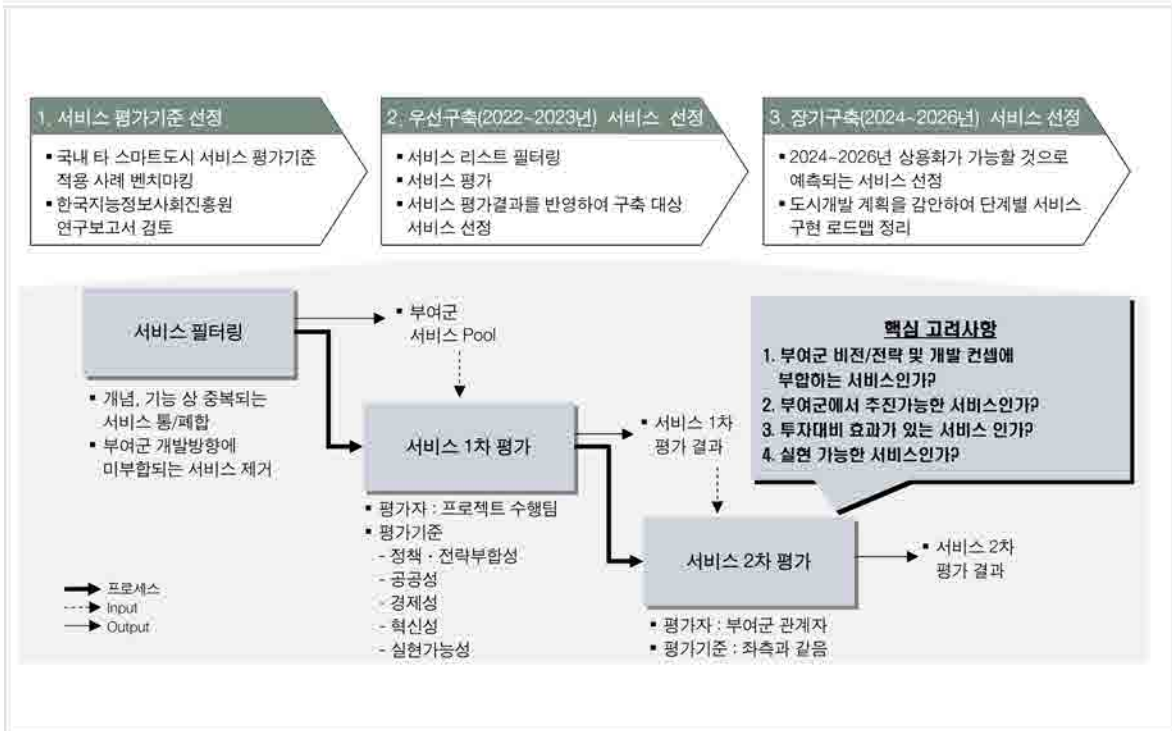 1. 서비스 평가기준 선정
▪ 국내 타 스마트도시 서비스 평가기준
적용 사례 벤치마킹
▪ 한국지능정보사회진흥원
연구보고서 검토
2. 우선구축(2022~2023년) 서비스 선정
▪ 서비스 리스트 필터링
▪ 서비스 평가
▪ 서비스 평가결과를 반영하여 구축 대상
서비스 선정
3. 장기구축(2024~2026년) 서비스 선정
▪ 2024~2026년 상용화가 가능할 것으로
예측되는 서비스 선정
▪ 도시개발 계획을 감안하여 단계별 서비스
구현 로드맵 정리
서비스 필터링
▪ 개념, 기능 상 중복되는
서비스 통/폐합
▪ 부여군 개발방향에
미부합되는 서비스 제거
▪ 부여군
서비스 Pool
서비스 1차 평가
▪ 평가자 : 프로젝트 수행팀
▪ 평가기준
- 정책 · 전략부합성
- 공공성
- 경제성
- 혁신성
- 실현가능성
▪ 서비스 1차
평가 결과
서비스 2차 평가
▪ 평가자 : 부여군 관계자
▪ 평가기준 : 좌측과 같음
▪ 서비스 2차
평가 결과
핵심 고려사항
1. 부여군 비전/전략 및 개발 컨셉에
부합하는 서비스인가?
2. 부여군에서 추진가능한 서비스인가?
3. 투자대비 효과가 있는 서비스 인가?
4. 실현 가능한 서비스인가?
프로세스
Input
Output